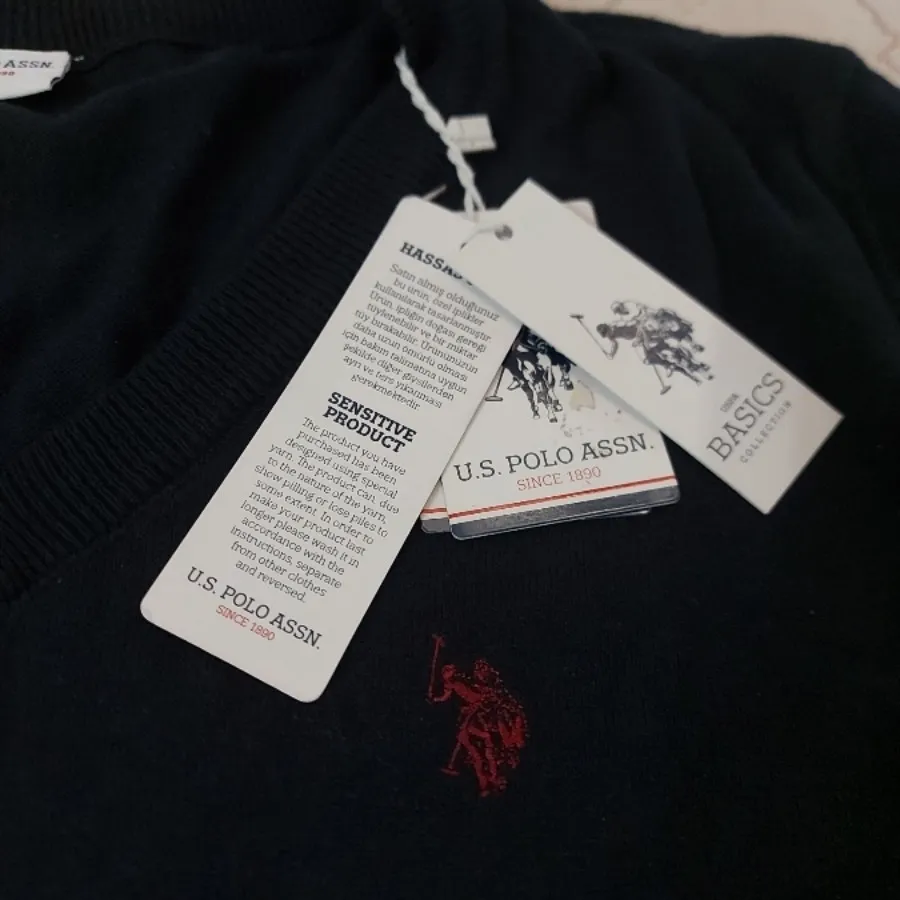 ASSN.
HASSAS
Satın almış olduğunuz
bu ürün, özel iplikler
kullanılarak tasarlanmıştır.
Ürün, ipliğin doğası gereği
tüylenebilir ve bir miktar
tüy bırakabilir. Ürününüzün
daha uzun ömürlü olması
için bakım talimatına uygun
şekilde diğer giysilerden
ayrı ve ters yıkanması
gerekmektedir.
SENSITIVE
PRODUCT
The product you have
purchased has been
designed using special
yarn. The product can, due
to the nature of the yarn,
show pilling or lose piles to
some extent. In order to
make your product last
longer please wash it in
accordance with the
instructions, separate
from other clothes
and reversed.
U.S. POLO ASSN.
SINCE 1890
U.S. POLO ASSN.
SINCE 1890
USPA
BASICS
COLLECTION